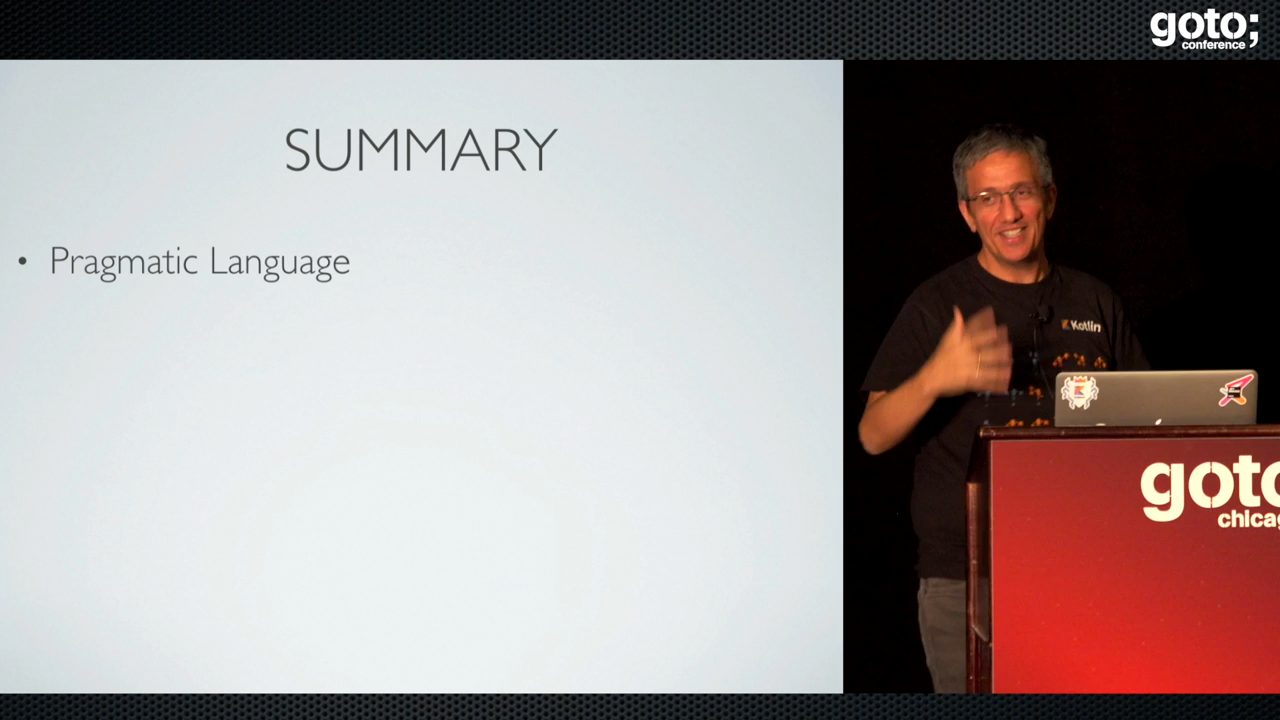 goto;
conference
SUMMARY
• Pragmatic Language
Kotlin
goto
chicag